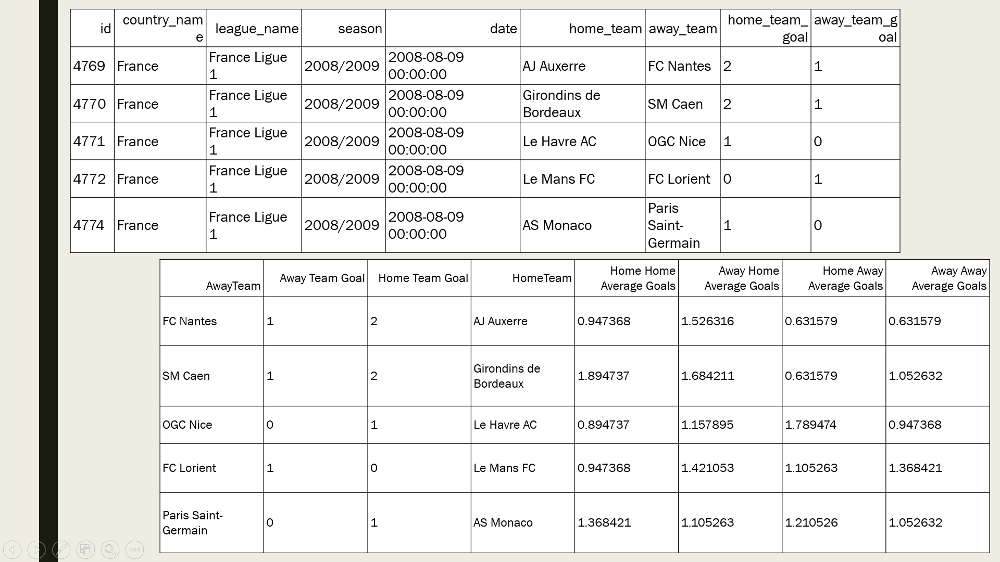 id country_nam league_name season date home_team away_team home_team_ away_team_g
e goal oal
4769 France France Ligue 2008/2009 2008-08-09 AJ Auxerre FC Nantes 2 1
1 00:00:00
4770 France France Ligue 2008/2009 2008-08-09 Girondins de SM Caen 2 1
1 00:00:00 Bordeaux
4771 France France Ligue 2008/2009 2008-08-09 Le Havre AC OGC Nice 1 0
1 00:00:00
4772 France France Ligue 2008/2009 2008-08-09 Le Mans FC FC Lorient 0 1
1 00:00:00
4774 France France Ligue 2008/2009 2008-08-09 AS Monaco Paris 1 0
1 00:00:00 Saint-
Germain
AwayTeam Away Team Goal Home Team Goal HomeTeam Home Home Away Home Home Away Away Away
Average Goals Average Goals Average Goals Average Goals
FC Nantes 1 2 AJ Auxerre 0.947368 1.526316 0.631579 0.631579
SM Caen 1 2 Girondins de 1.894737 1.684211 0.631579 1.052632
Bordeaux
OGC Nice 0 1 Le Havre AC 0.894737 1.157895 1.789474 0.947368
FC Lorient 1 0 Le Mans FC 0.947368 1.421053 1.105263 1.368421
Paris Saint- 0 1 AS Monaco 1.368421 1.105263 1.210526 1.052632
Germain